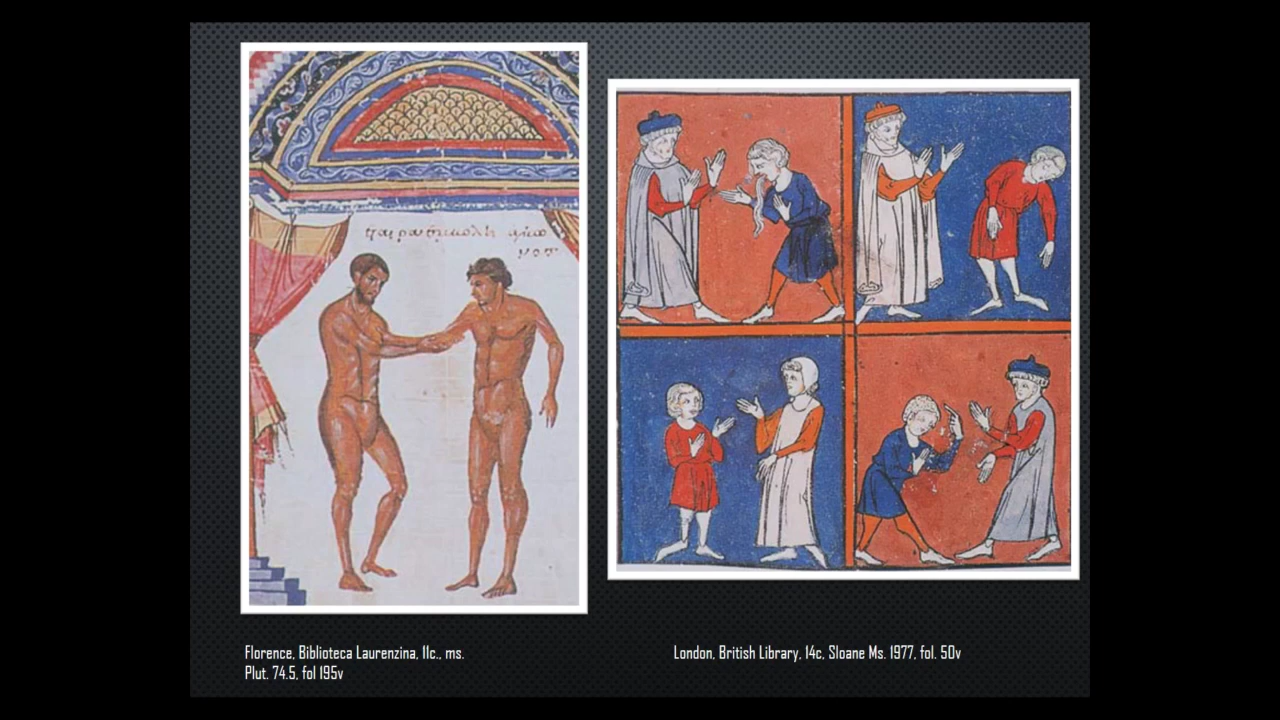 Florence, Biblioteca Laurenzina, 11c., ms.
Plut. 74.5, fol 195v
London, British Library, 14c, Sloane Ms. 1977, fol. 50v